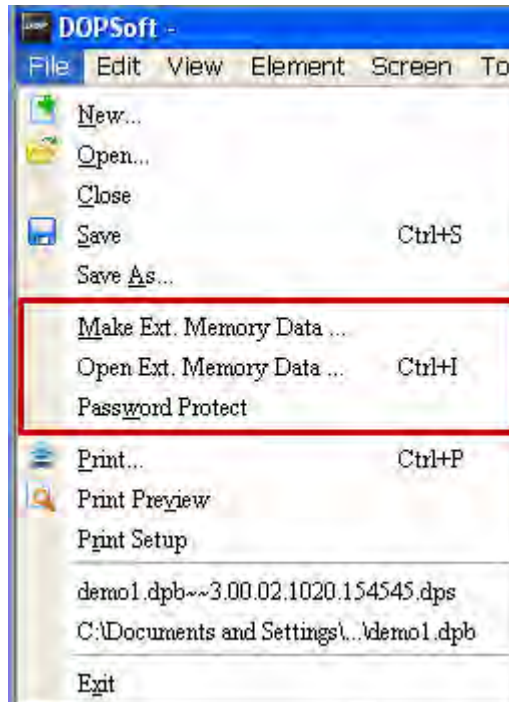 DOPSoft -
File Edit View Element Screen To
New...
Open...
Close
Save Ctrl+S
Save As...
Make Ext. Memory Data ...
Open Ext. Memory Data ... Ctrl+I
Password Protect
Print... Ctrl+P
Print Preview
Print Setup
demo1.dpb~~3.00.02.1020.154545.dps
C:\Documents and Settings\...\demo1.dpb
Exit